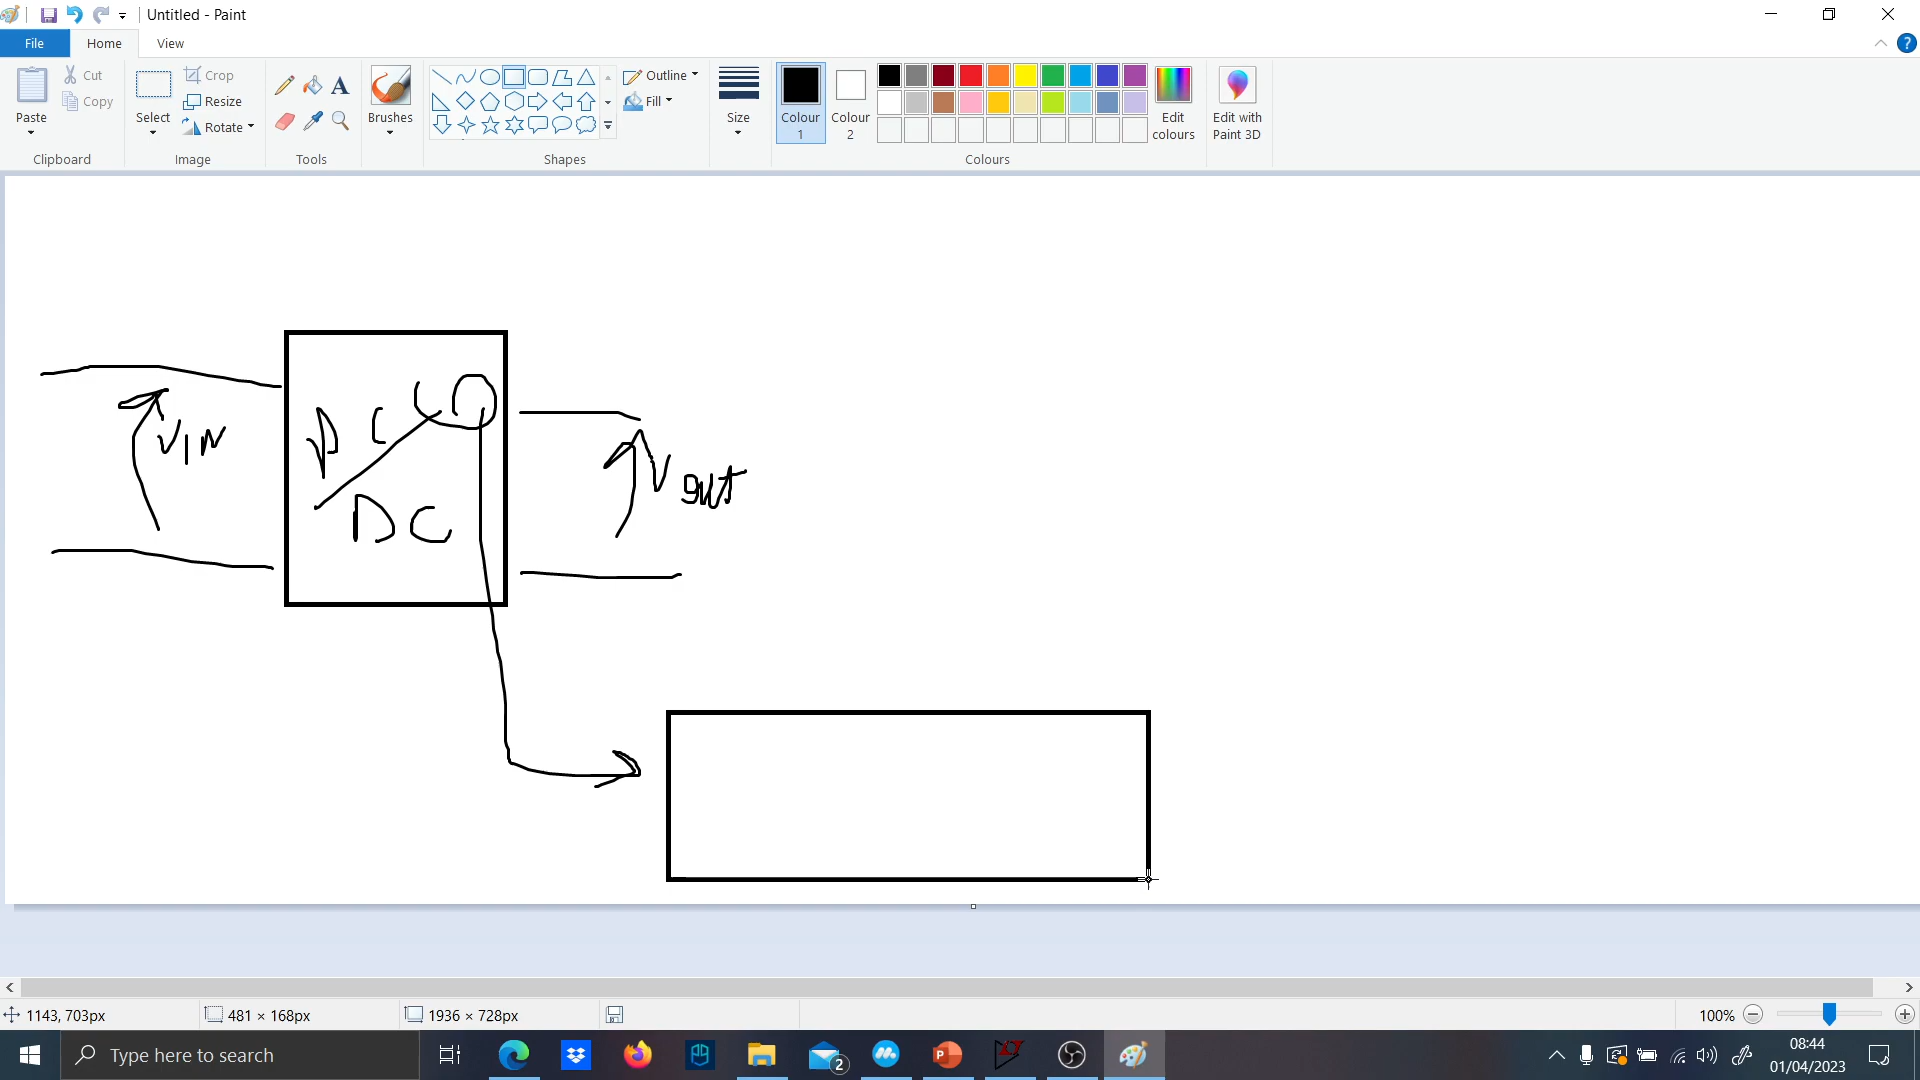 Untitled - Paint
File Home View
Paste
Cut
Copy
Clipboard
Select
Crop
Resize
Rotate
Image
Tools
Brushes
Shapes
Outline
Fill
Size
Colour 1
Colour 2
Edit colours
Colours
Edit with Paint 3D
VIN
DC
DC
Vout
1143, 703px
481 × 168px
1936 × 728px
100%
Type here to search
2
08:44
01/04/2023